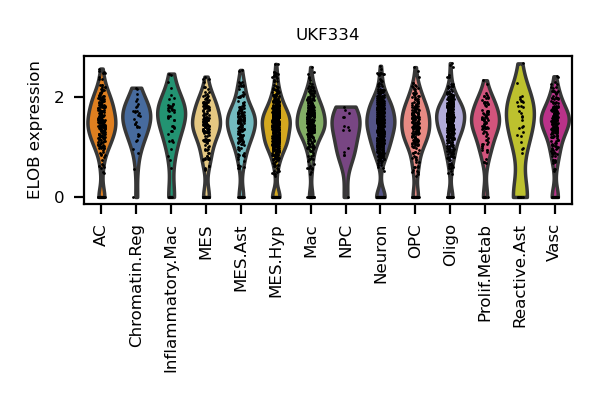 UKF334
ELOB expression
2
0
AC
Chromatin.Reg
Inflammatory.Mac
MES
MES.Ast
MES.Hyp
Mac
NPC
Neuron
OPC
Oligo
Prolif.Metab
Reactive.Ast
Vasc